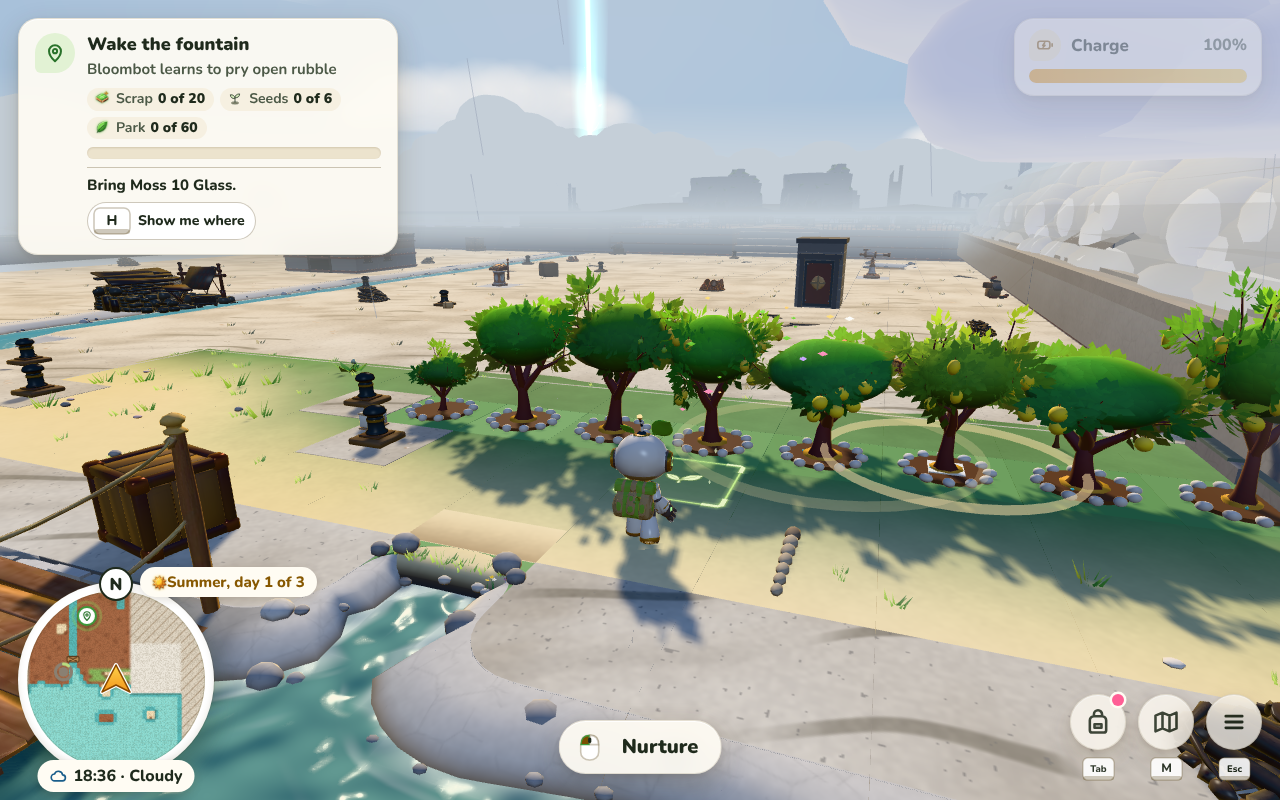 Wake the fountain
Bloombot learns to pry open rubble
Scrap 0 of 20 Seeds 0 of 6
Park 0 of 60
Bring Moss 10 Glass.
H Show me where
Charge 100%
N
Summer, day 1 of 3
18:36 · Cloudy
Nurture
Tab M Esc